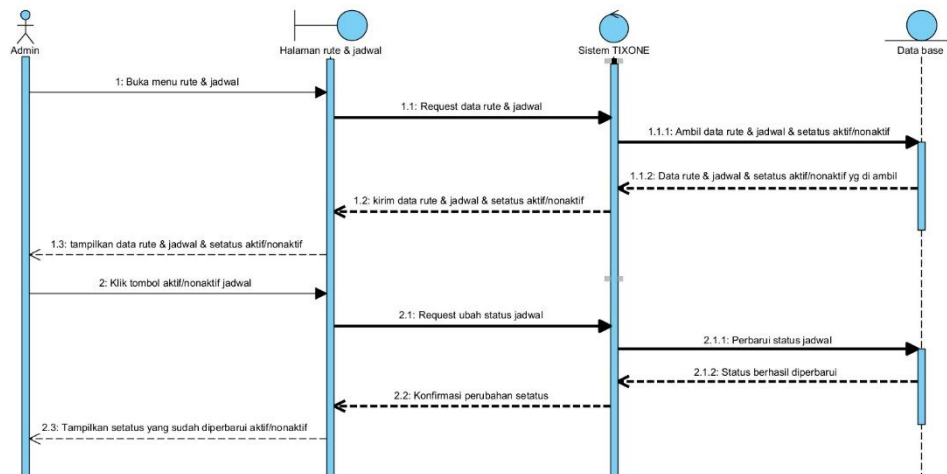 Admin
Halaman rute & jadwal
Sistem TIXONE
Data base
1: Buka menu rute & jadwal
1.1: Request data rute & jadwal
1.1.1: Ambil data rute & jadwal & setatus aktif/nonaktif
1.1.2: Data rute & jadwal & setatus aktif/nonaktif yg di ambil
1.2: kirim data rute & jadwal & setatus aktif/nonaktif
1.3: tampilkan data rute & jadwal & setatus aktif/nonaktif
2: Klik tombol aktif/nonaktif jadwal
2.1: Request ubah status jadwal
2.1.1: Perbarui status jadwal
2.1.2: Status berhasil diperbarui
2.2: Konfirmasi perubahan setatus
2.3: Tampilkan setatus yang sudah diperbarui aktif/nonaktif